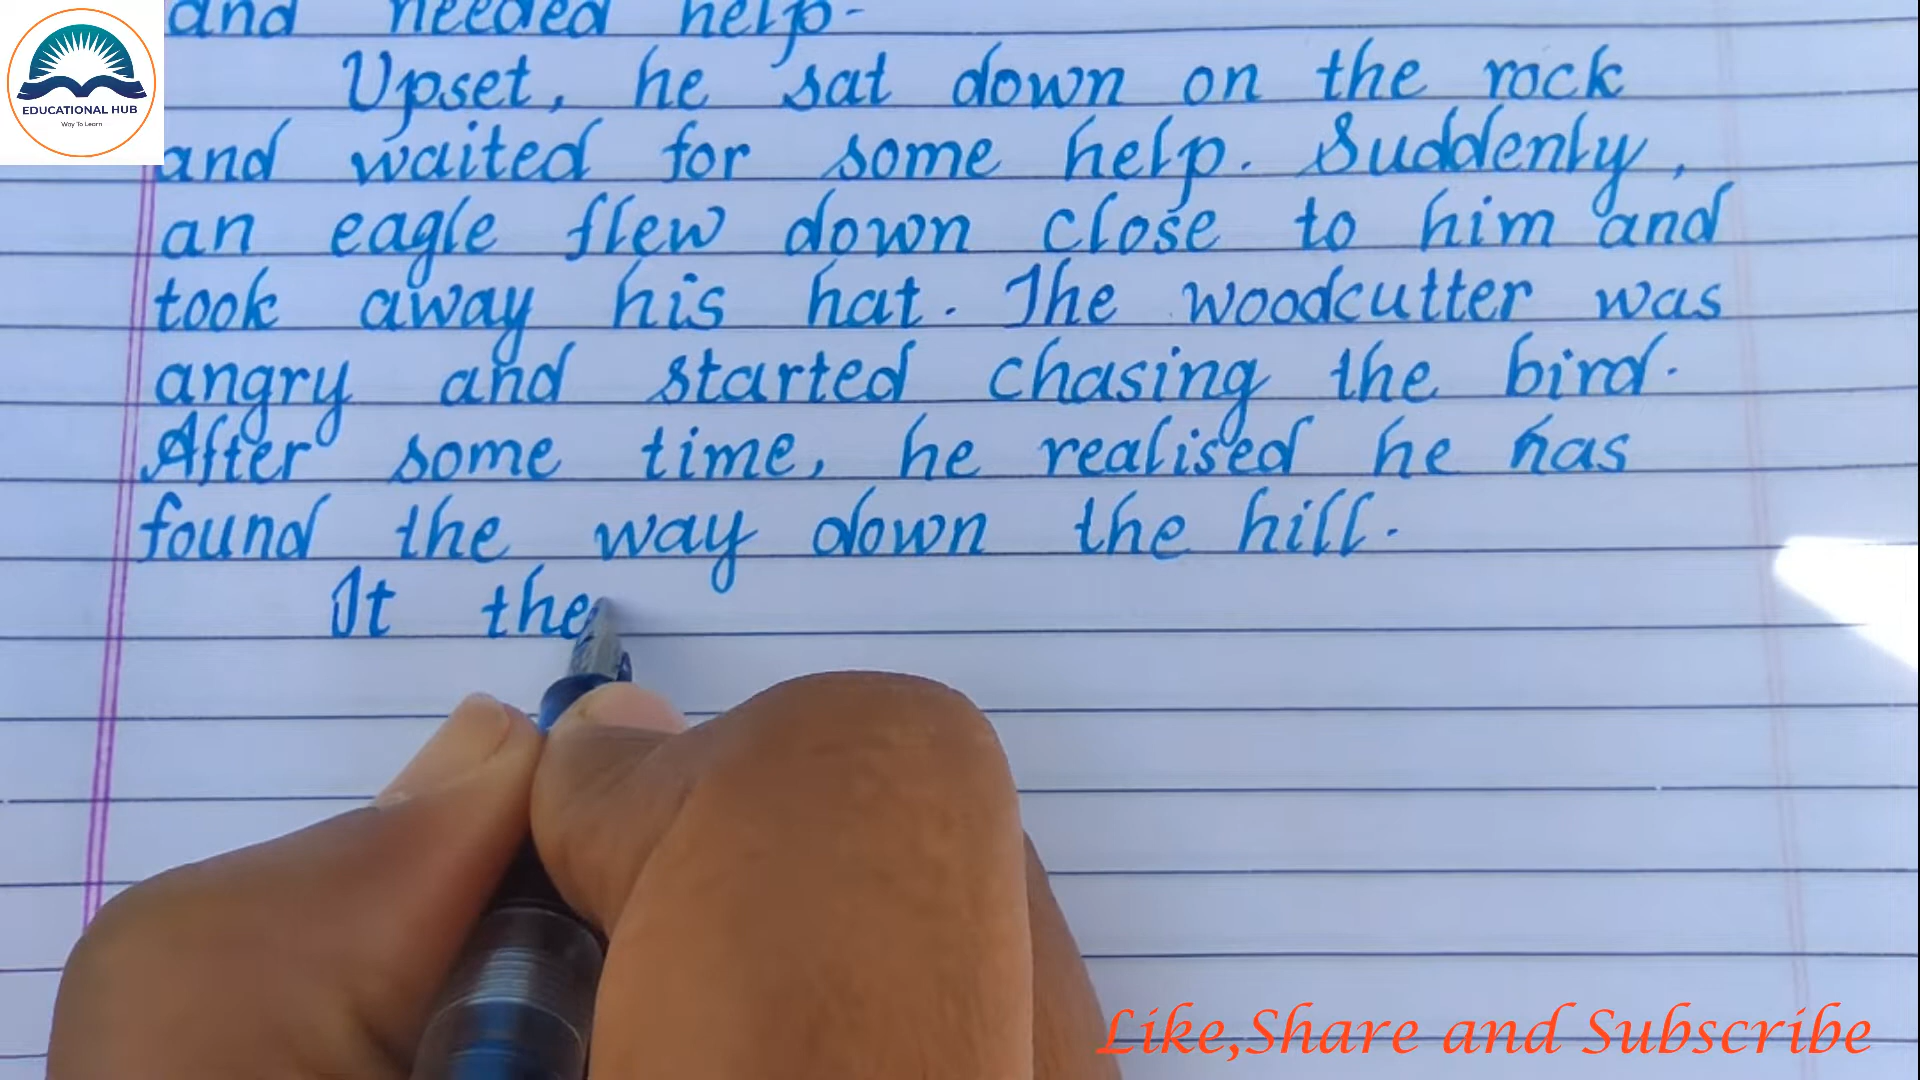 EDUCATIONAL HUB
Way To Learn
and needed help.
Upset, he sat down on the rock
and waited for some help. Suddenly,
an eagle flew down close to him and
took away his hat. The woodcutter was
angry and started chasing the bird.
After some time, he realised he has
found the way down the hill.
It the
Like,Share and Subscribe